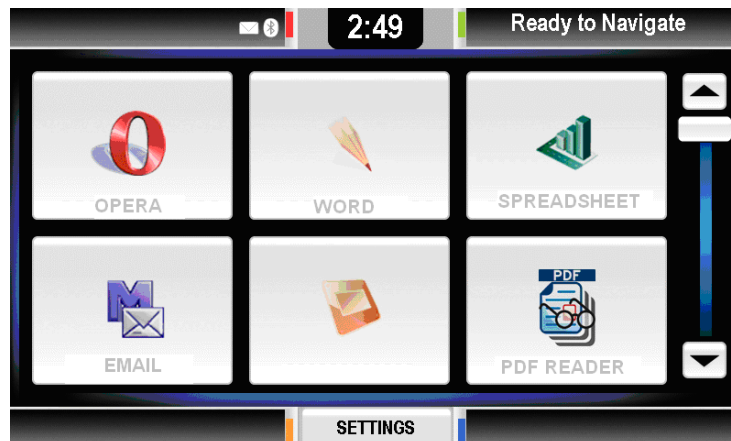 2:49
Ready to Navigate
OPERA
WORD
SPREADSHEET
EMAIL
PDF
PDF READER
SETTINGS